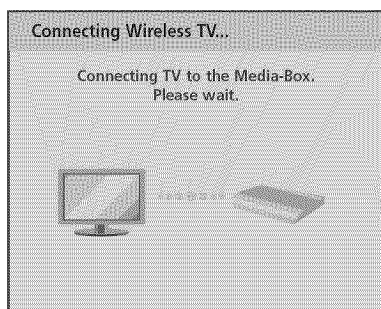 Connecting Wireless TV...
Connecting TV to the Media-Box.
Please wait.